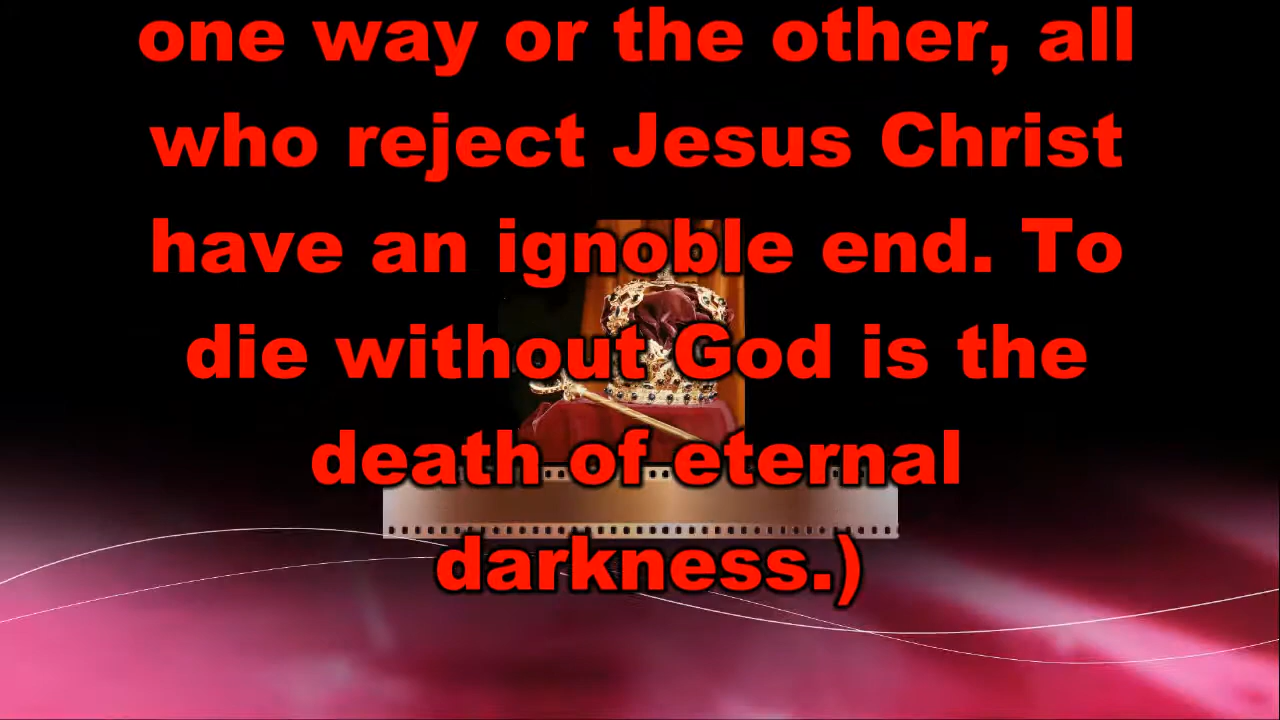 one way or the other, all
who reject Jesus Christ
have an ignoble end. To
die without God is the
death of eternal
darkness.)